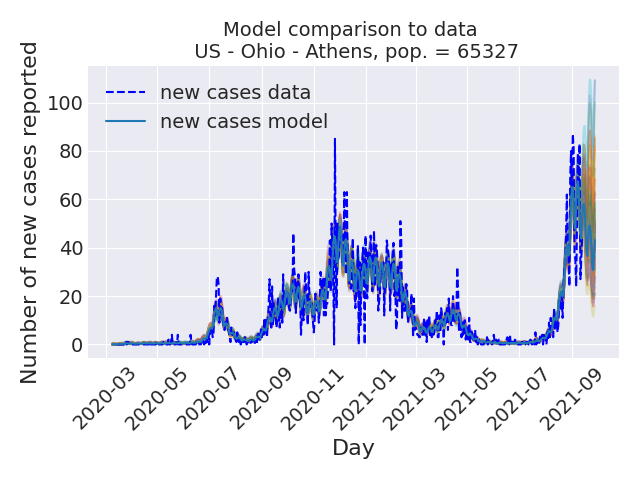 Model comparison to data
US - Ohio - Athens, pop. = 65327
Number of new cases reported
100
80
60
40
20
0
new cases data
new cases model
2020-03
2020-05
2020-07
2020-09
2020-11
2021-01
2021-03
2021-05
2021-07
2021-09
Day